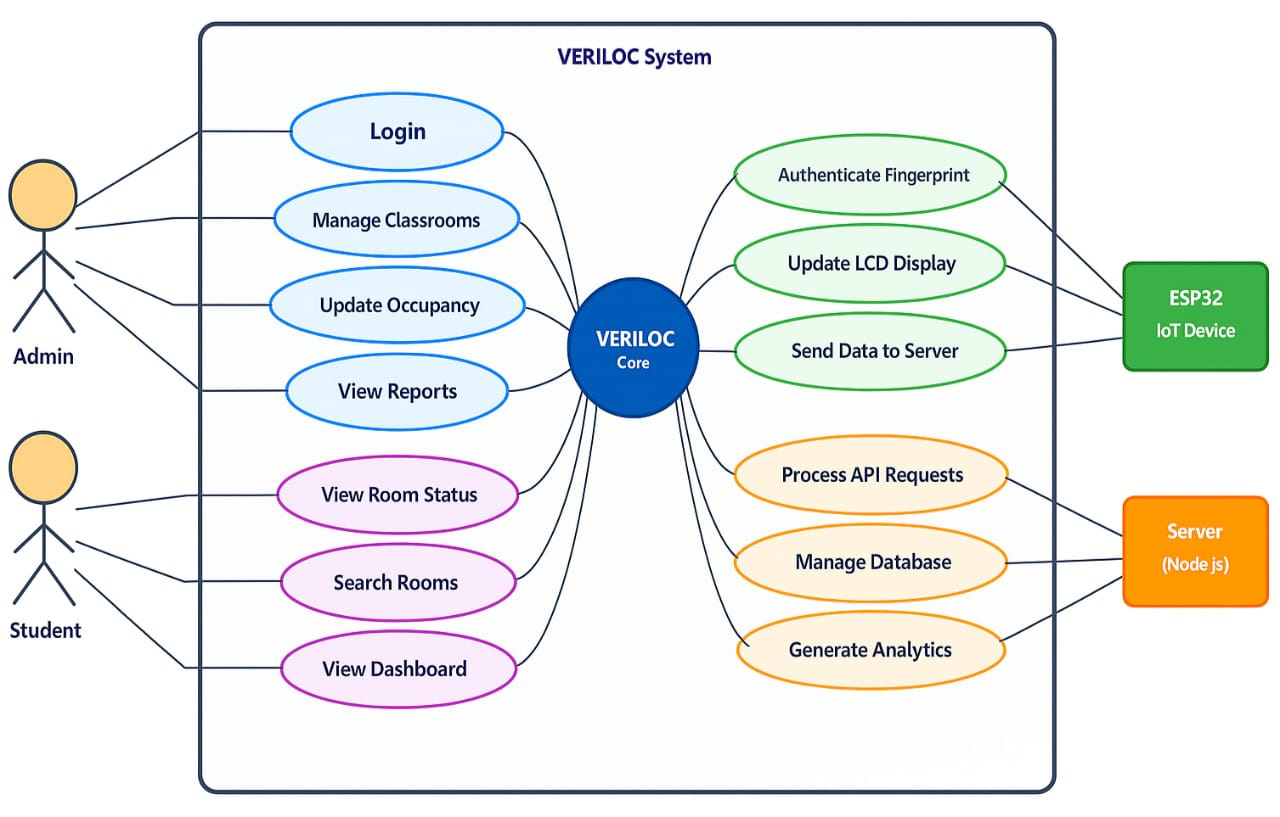 VERILOC System
Login
Manage Classrooms
Update Occupancy
View Reports
Admin
View Room Status
Search Rooms
View Dashboard
Student
VERILOC
Core
Authenticate Fingerprint
Update LCD Display
Send Data to Server
ESP32
IoT Device
Process API Requests
Manage Database
Generate Analytics
Server
(Node js)